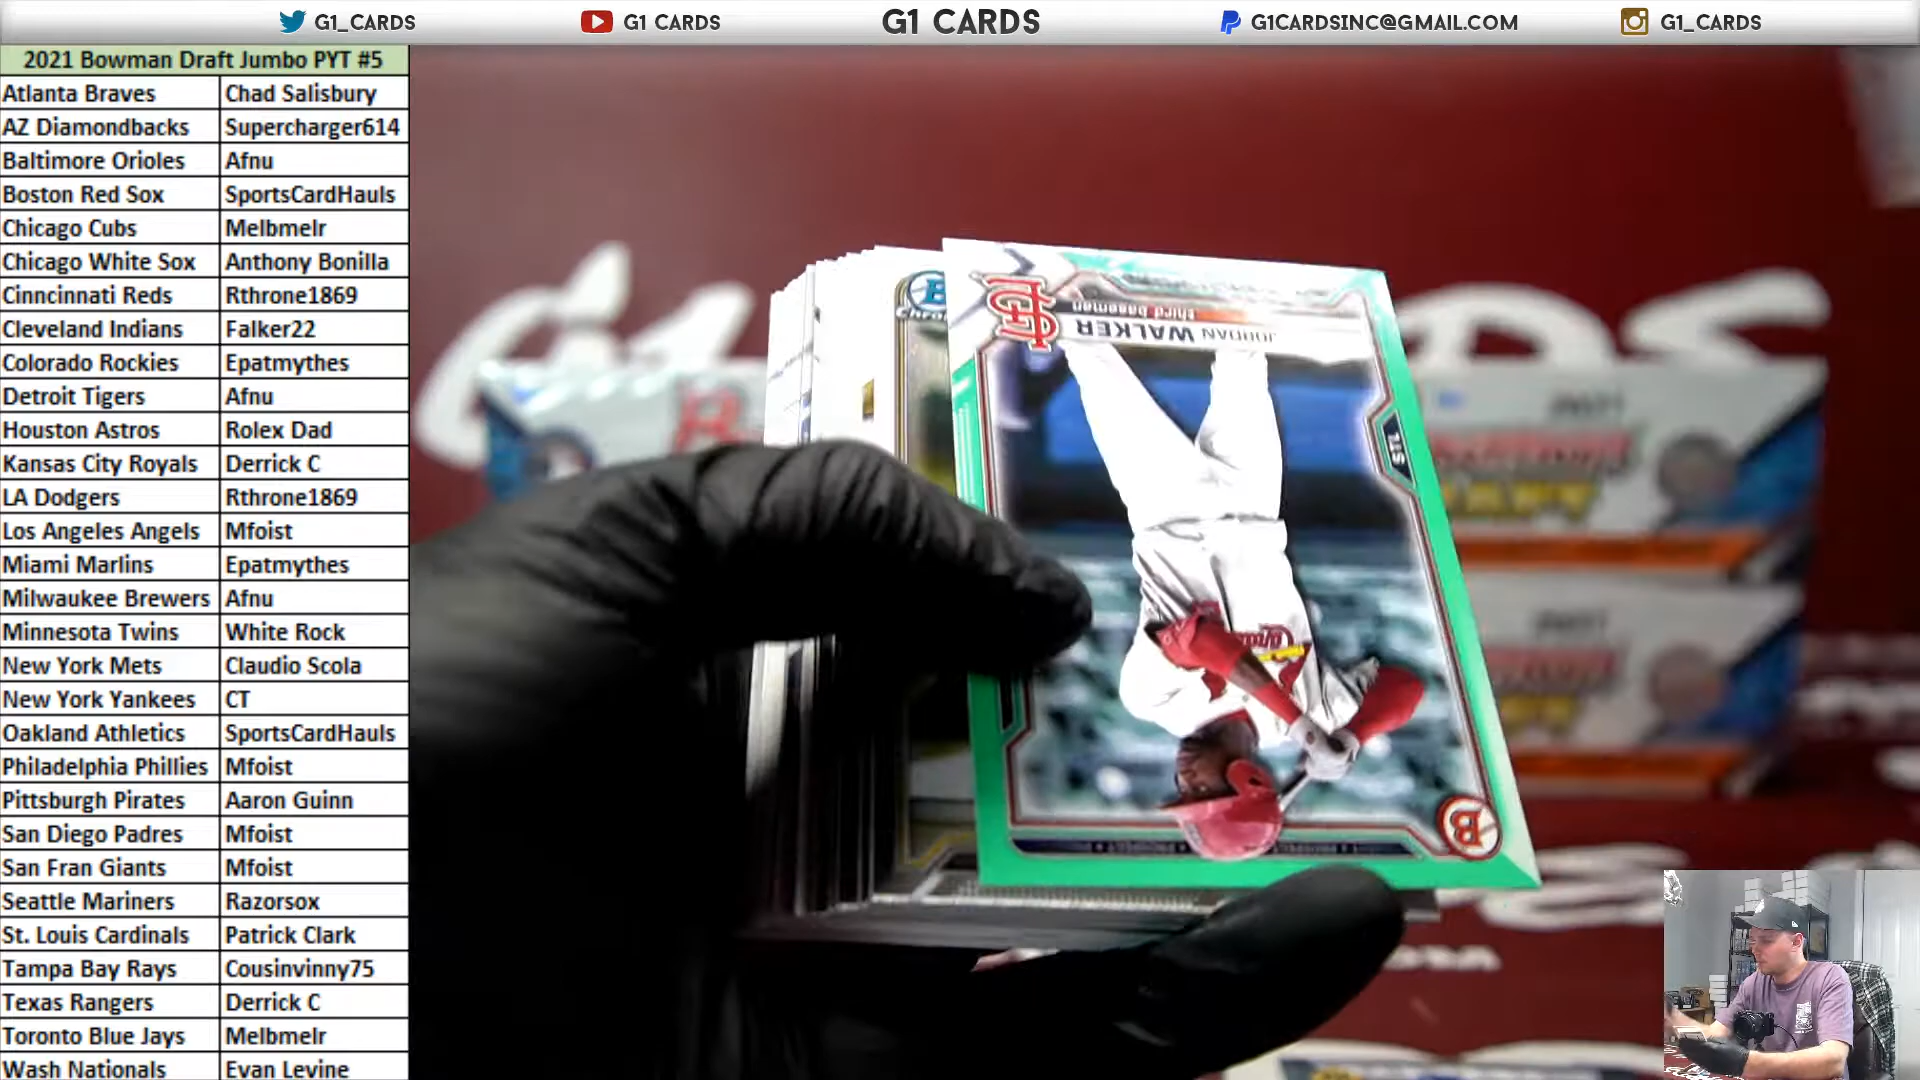 G1_CARDS
G1 CARDS
G1 CARDS
G1CARDSINC@GMAIL.COM
G1_CARDS
2021 Bowman Draft Jumbo PYT #5
Atlanta Braves Chad Salisbury
AZ Diamondbacks Supercharger614
Baltimore Orioles Afnu
Boston Red Sox SportsCardHauls
Chicago Cubs Melbmelr
Chicago White Sox Anthony Bonilla
Cinncinnati Reds Rthrone1869
Cleveland Indians Falker22
Colorado Rockies Epatmythes
Detroit Tigers Afnu
Houston Astros Rolex Dad
Kansas City Royals Derrick C
LA Dodgers Rthrone1869
Los Angeles Angels Mfoist
Miami Marlins Epatmythes
Milwaukee Brewers Afnu
Minnesota Twins White Rock
New York Mets Claudio Scola
New York Yankees CT
Oakland Athletics SportsCardHauls
Philadelphia Phillies Mfoist
Pittsburgh Pirates Aaron Guinn
San Diego Padres Mfoist
San Fran Giants Mfoist
Seattle Mariners Razorsox
St. Louis Cardinals Patrick Clark
Tampa Bay Rays Cousinvinny75
Texas Rangers Derrick C
Toronto Blue Jays Melbmelr
Wash Nationals Evan Levine
JORDAN WALKER
third baseman
B